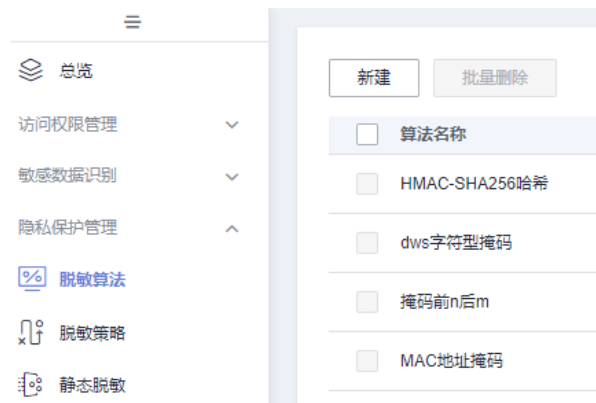 总览
访问权限管理
敏感数据识别
隐私保护管理
脱敏算法
脱敏策略
静态脱敏
新建 批量删除
算法名称
HMAC-SHA256哈希
dws字符型掩码
掩码前n后m
MAC地址掩码